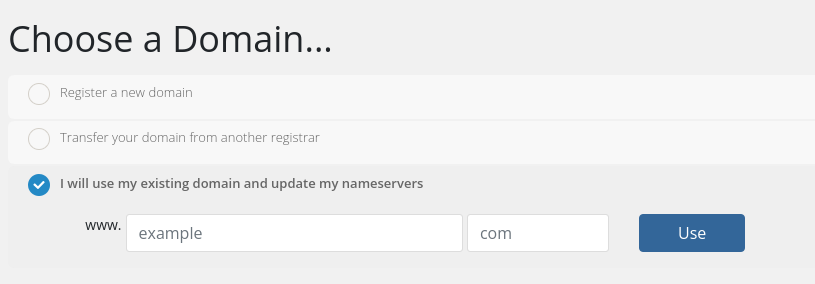 Choose a Domain...
Register a new domain
Transfer your domain from another registrar
I will use my existing domain and update my nameservers
www. example com Use